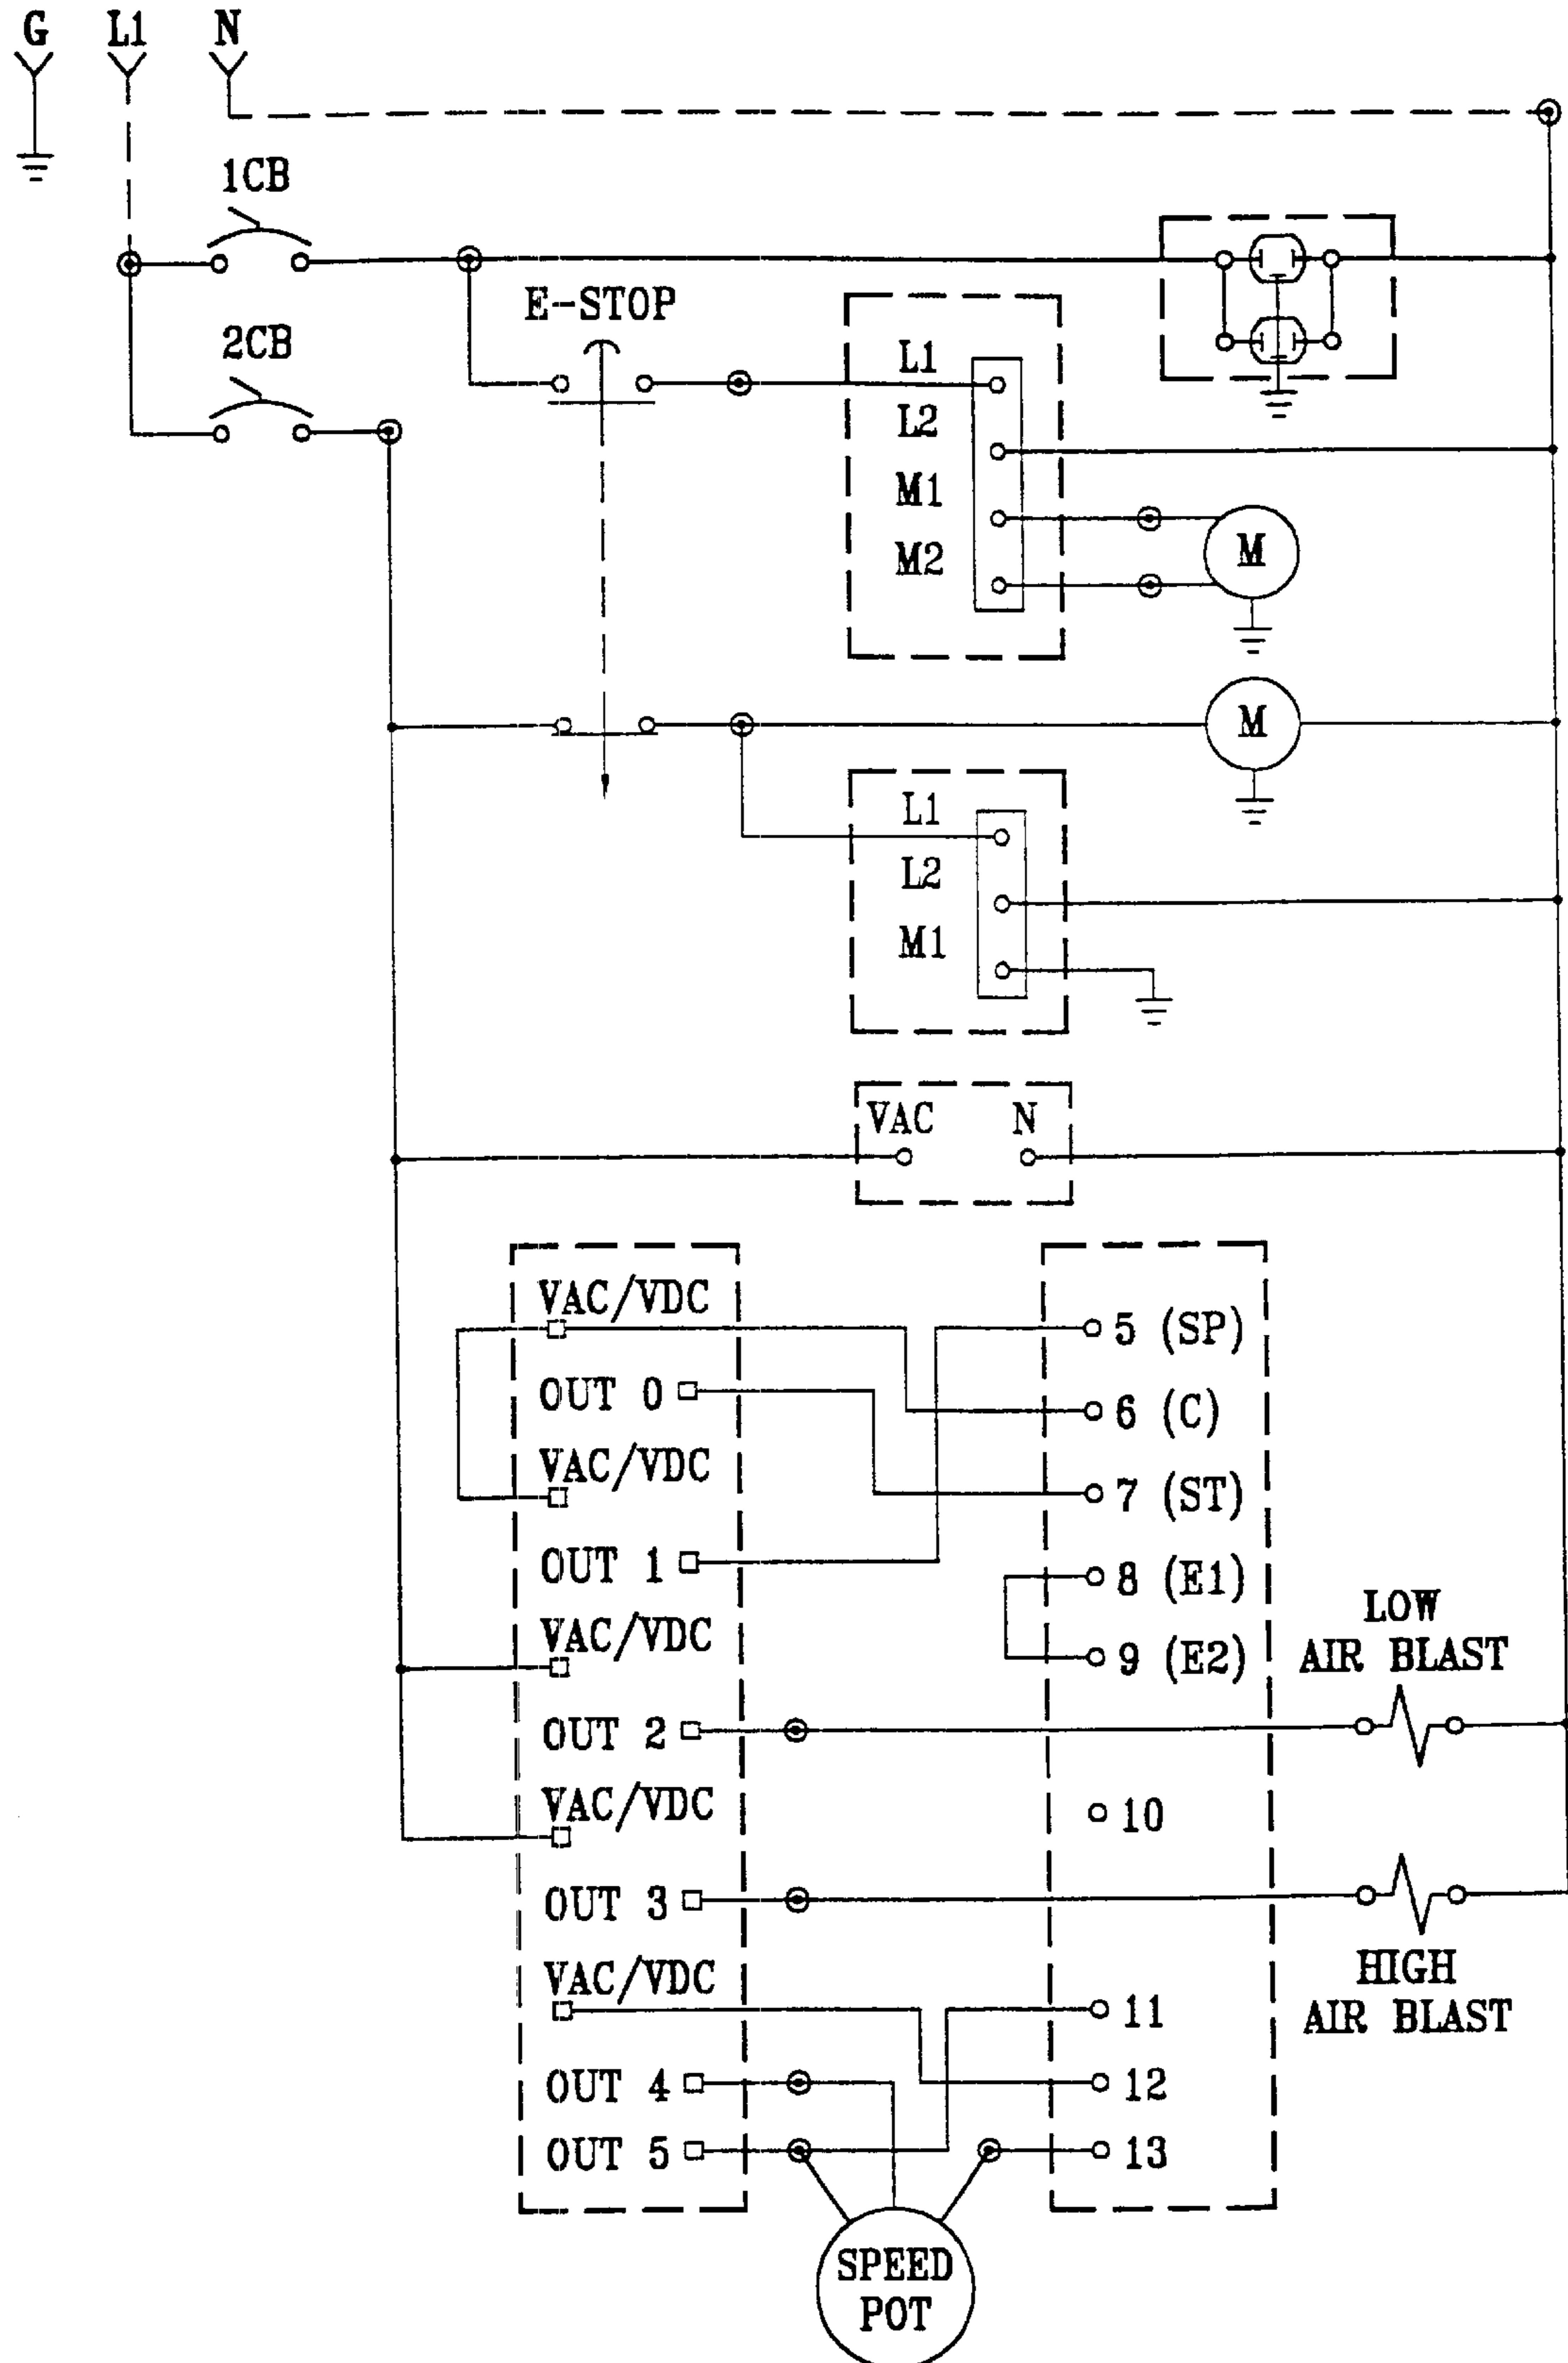 G L1 N
1CB
E-STOP
2CB
L1
L2
M1
M2
M
M
L1
L2
M1
VAC N
VAC/VDC
5 (SP)
OUT 0
6 (C)
VAC/VDC
7 (ST)
OUT 1
8 (E1)
VAC/VDC
9 (E2)
LOW
AIR BLAST
OUT 2
VAC/VDC
10
OUT 3
HIGH
AIR BLAST
VAC/VDC
11
OUT 4
12
OUT 5
13
SPEED
POT